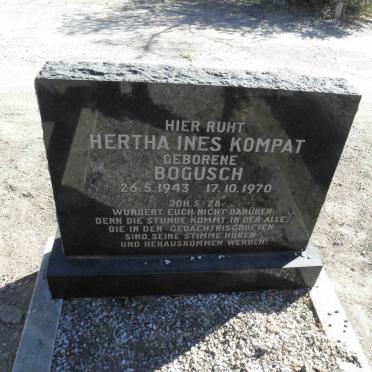 HIER RUHT
HERTHA INES KOMPAT
GEBORENE
BOGUSCH
26.5.1943 17.10.1970
JOH. 5:28.
WUNDERT EUCH NICHT DARÜBER,
DENN DIE STUNDE KOMMT, IN DER ALLE,
DIE IN DEN GEDÄCHTNISGRÜFTEN
SIND, SEINE STIMME HÖREN
UND HERAUSKOMMEN WERDEN.